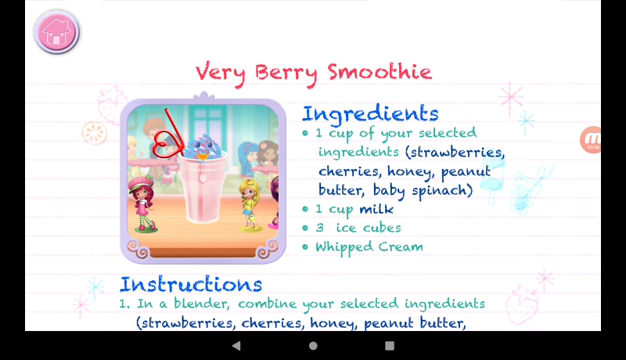 Very Berry Smoothie
Ingredients
• 1 cup of your selected
ingredients (strawberries,
cherries, honey, peanut
butter, baby spinach)
• 1 cup milk
• 3 ice cubes
• Whipped Cream
Instructions
1. In a blender, combine your selected ingredients
(strawberries, cherries, honey, peanut butter,